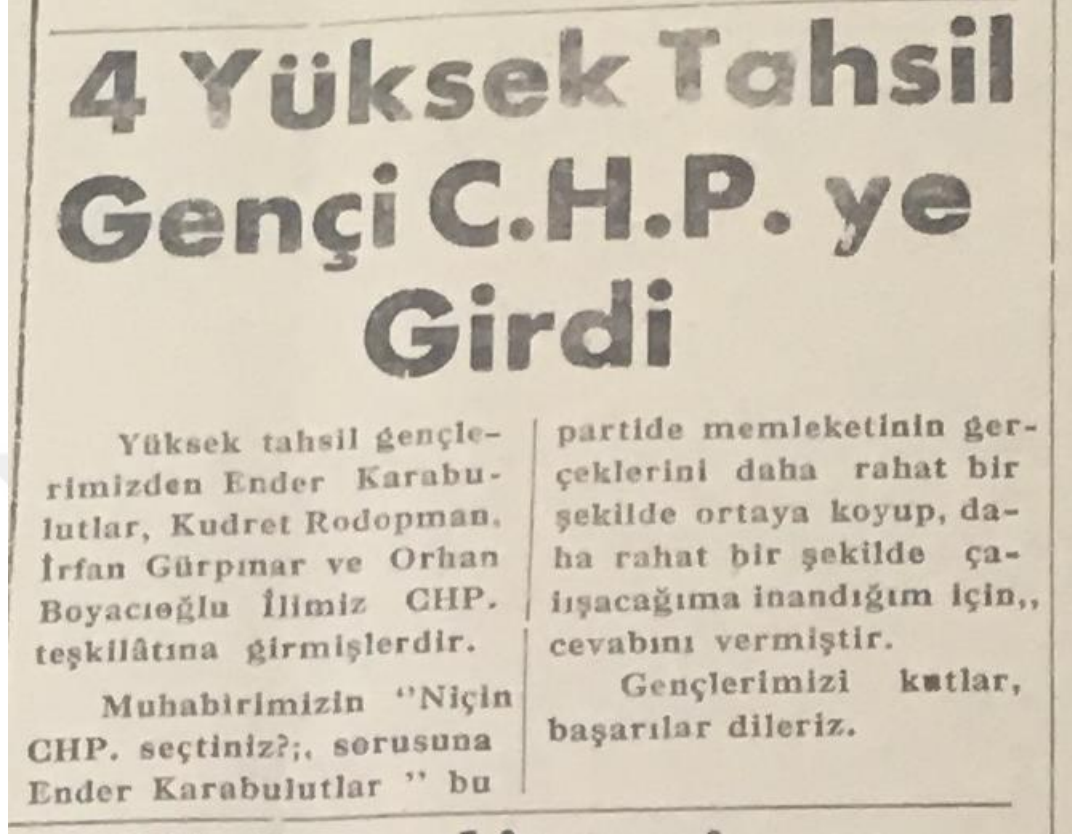 4 Yüksek Tahsil
Gençi C.H.P. ye
Girdi
Yüksek tahsil gençle-
rimizden Ender Karabu-
lutlar, Kudret Rodopman.
İrfan Gürpınar ve Orhan
Boyacıoğlu İlimiz CHP.
teşkilâtına girmişlerdir.
Muhabirimizin ‘‘Niçin
CHP. seçtiniz?;. sorusuna
Ender Karabulutlar ’’ bu
partide memleketinin ger-
çeklerini daha rahat bir
şekilde ortaya koyup, da-
ha rahat bir şekilde ça-
lışacağıma inandığım için,,
cevabını vermiştir.
Gençlerimizi kutlar,
başarılar dileriz.